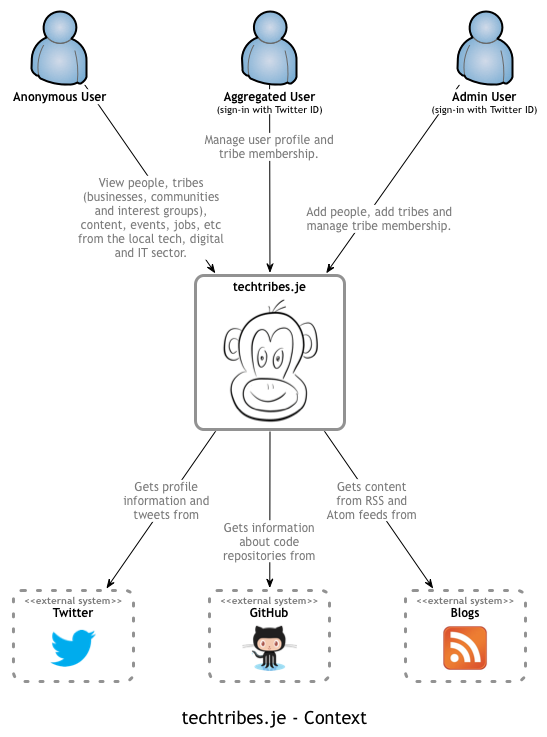 Anonymous User
Aggregated User
(sign-in with Twitter ID)
Admin User
(sign-in with Twitter ID)
Manage user profile and
tribe membership.
View people, tribes
(businesses, communities
and interest groups),
content, events, jobs, etc
from the local tech, digital
and IT sector.
Add people, add tribes and
manage tribe membership.
techtribes.je
Gets profile
information and
tweets from
Gets information
about code
repositories from
Gets content
from RSS and
Atom feeds from
<<external system>>
Twitter
<<external system>>
GitHub
<<external system>>
Blogs
techtribes.je - Context